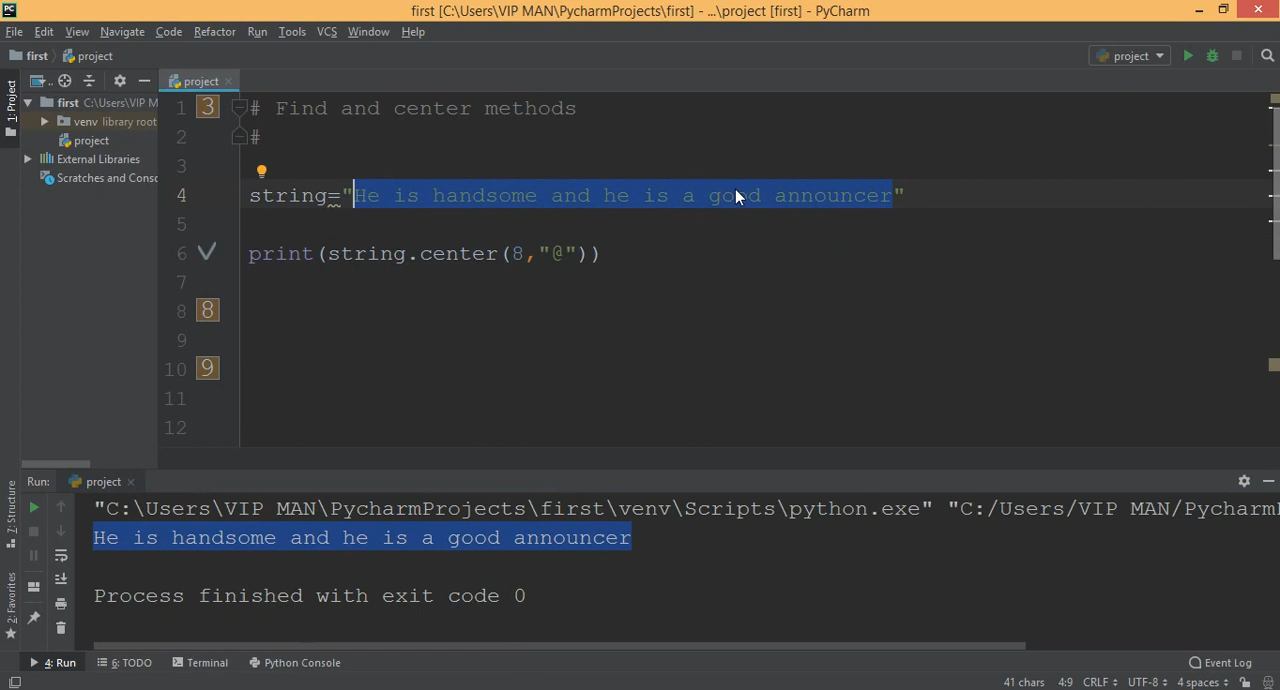 first [C:\Users\VIP MAN\PycharmProjects\first] - ...\project [first] - PyCharm
File Edit View Navigate Code Refactor Run Tools VCS Window Help
first project project
1: Project
project
first C:\Users\VIP M
venv library root
project
External Libraries
Scratches and Conso
1 3 # Find and center methods
2 #
3
4 string="He is handsome and he is a good announcer"
5
6 print(string.center(8,"@"))
7
8 8
9
10 9
11
12
Run: project
"C:\Users\VIP MAN\PycharmProjects\first\venv\Scripts\python.exe" "C:/Users/VIP MAN/Pycharm
He is handsome and he is a good announcer
Process finished with exit code 0
7: Structure
2: Favorites
4: Run 6: TODO Terminal Python Console Event Log
41 chars 4:9 CRLF UTF-8 4 spaces